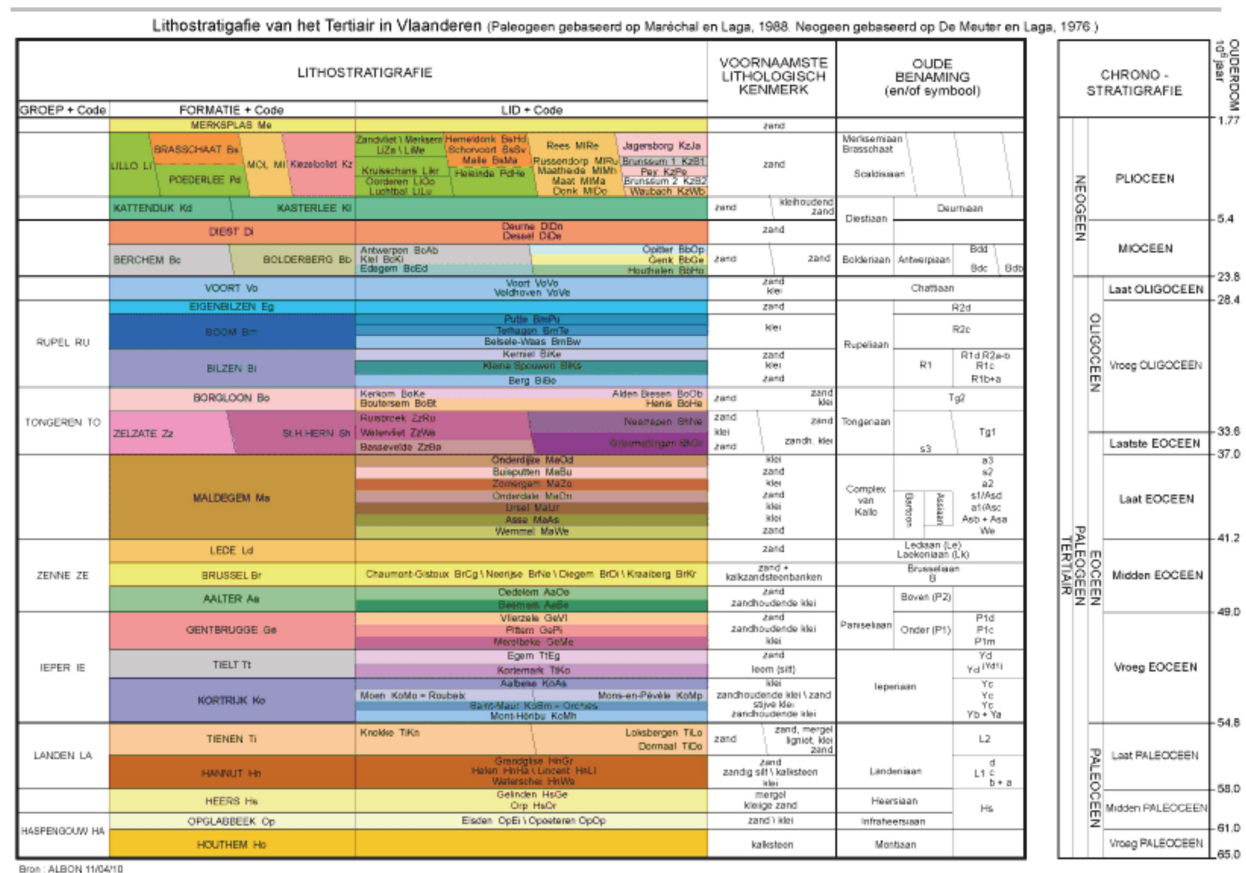 Lithostratigafie van het Tertiair in Vlaanderen (Paleogeen gebaseerd op Maréchal en Laga, 1988. Neogeen gebaseerd op De Meuter en Laga, 1976.)
LITHOSTRATIGRAFIE
VOORNAAMSTE LITHOLOGISCH KENMERK
OUDE BENAMING (en/of symbool)
CHRONO - STRATIGRAFIE
OUDERDOM 10⁶ jaar
GROEP + Code FORMATIE + Code LID + Code
MERKSPLAS Me zand
LILLO Li BRASSCHAAT Bs POEDERLEE Pd MOL Ml Kiezeloöliet Kz
Zandvliet \ Merksem LiZa \ LiMe
Kruisschans LiKr
Oorderen LiOo
Luchtbal LiLu
Hemeldonk BsHd
Schorvoort BsSv
Malle BsMa
Heieinde PdHe
Rees MlRe
Russendorp MlRu
Maatheide MlMh
Maat MlMa
Donk MlDo
Jagersborg KzJa
Brunssum 1 KzB1
Pey KzPe
Brunssum 2 KzB2
Waubach KzWb
zand
Merksemiaan
Brasschaat
Scaldisiaan
KATTENDIJK Kd KASTERLEE Kl zand kleihoudend zand
Diestiaan Deurniaan
DIEST Di
Deurne DiDn
Dessel DiDe
zand
BERCHEM Bc BOLDERBERG Bb
Antwerpen BcAb
Kiel BcKi
Edegem BcEd
Opitter BbOp
Genk BbGe
Houthalen BbHo
zand zand Bolderiaan Antwerpiaan Bdd Bdc Bdb
VOORT Vo
Voort VoVo
Veldhoven VoVe
zand
klei
Chattiaan
EIGENBILZEN Eg zand R2d
RUPEL RU
BOOM Bm
Putte BmPu
Terhagen BmTe
Belsele-Waas BmBw
klei Rupeliaan R2c
BILZEN Bi
Kerniel BiKe zand R1d R2a-b
Kleine Spouwen BiKs klei R1 R1c
Berg BiBe zand R1b+a
TONGEREN TO
BORGLOON Bo
Kerkom BoKe Alden Biesen BoOb
Boutersem BoBt Henis BoHe
zand zand klei Tg2
ZELZATE Zz St.H.HERN Sh
Ruisbroek ZzRu Neerrepen ShNe zand zand Tongeriaan
Watervliet ZzWa klei Tg1
Bassevelde ZzBa Grimmertingen zand zandh. klei s3
MALDEGEM Ma
Onderdijke MaOd klei a3
Buisputten MaBu zand s2
Zomergem MaZo klei a2
Onderdale MaOn zand s1/Asd
Ursel MaUr klei a1/Asc
Asse MaAs klei Asb + Asa
Wemmel MaWe zand We
Complex van Kallo
Bartoon
Assiaan
ZENNE ZE
LEDE Ld zand Lediaan (Le)
Laekeniaan (Lk)
BRUSSEL Br Chaumont-Gistoux BrCg \ Neerijse BrNe \ Diegem BrDi \ Kraaiberg BrKr zand + kalkzandsteenbanken Brusseliaan B
AALTER Aa
Oedelem AaOe zand
Beernem AaBe zandhoudende klei
Boven (P2)
IEPER IE
GENTBRUGGE Ge
Vlierzele GeVl zand P1d
Pittem GePi zandhoudende klei P1c
Merelbeke GeMe klei P1m
Paniseliaan Onder (P1)
TIELT Tt
Egem TtEg zand Yd
Kortemark TtKo leem (silt) Yd (Yd1)
KORTRIJK Ko
Aalbeke KoAa klei Yc
Moen KoMo = Roubaix Mons-en-Pévèle KoMp zandhoudende klei \ zand Yc
Saint-Maur KoSm = Orchies stijve klei Yc
Mont-Héribu KoMh zandhoudende klei Yb + Ya
Ieperiaan
LANDEN LA
TIENEN Ti
Knokke TiKn Loksbergen TiLo
Dormaal TiDo
zand zand, mergel ligniet, klei zand L2
HANNUT Hn
Grandglise HnGr zand d
Halen HnHa \ Lincent HnLi zandig silt \ kalksteen Landeniaan L1 c
Waterschei HnWa klei b + a
HEERS Hs
Gelinden HsGe mergel
Orp HsOr kleiige zand
Heersiaan Hs
HASPENGOUW HA
OPGLABBEEK Op Eisden OpEi \ Opoeteren OpOp zand \ klei Infraheersiaan
HOUTHEM Ho kalksteen Montiaan
TERTIAIR
NEOGEEN
PALEOGEEN
OLIGOCEEN
EOCEEN
PALEOCEEN
1.77
PLIOCEEN
5.4
MIOCEEN
23.8
Laat OLIGOCEEN
28.4
Vroeg OLIGOCEEN
33.6
Laatste EOCEEN
37.0
Laat EOCEEN
41.2
Midden EOCEEN
49.0
Vroeg EOCEEN
54.8
Laat PALEOCEEN
58.0
Midden PALEOCEEN
61.0
Vroeg PALEOCEEN
65.0
Bron : ALBON 11/04/10